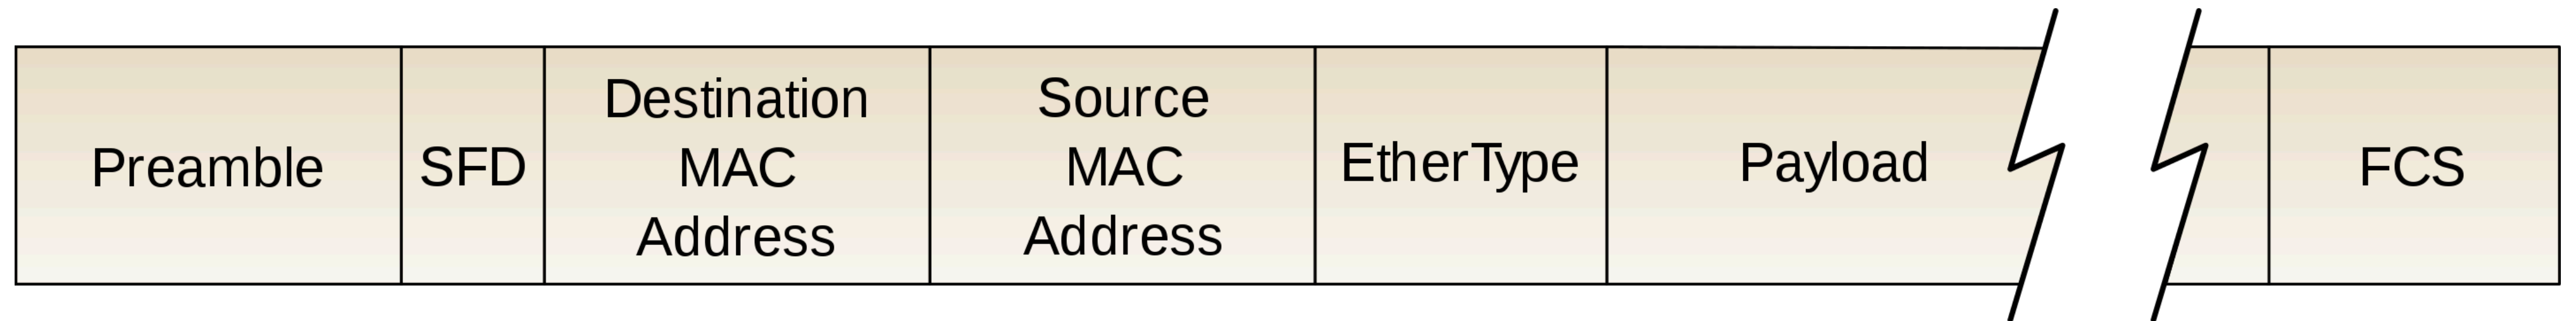 Preamble
SFD
Destination
MAC
Address
Source
MAC
Address
EtherType
Payload
FCS